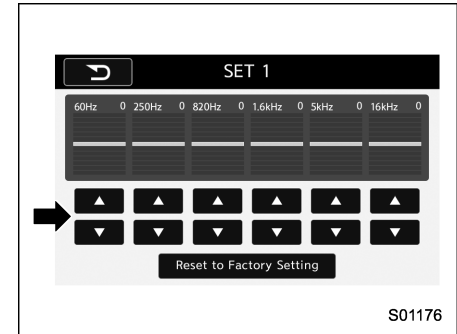 SET 1
60Hz 0 250Hz 0 820Hz 0 1.6kHz 0 5kHz 0 16kHz 0
Reset to Factory Setting
S01176